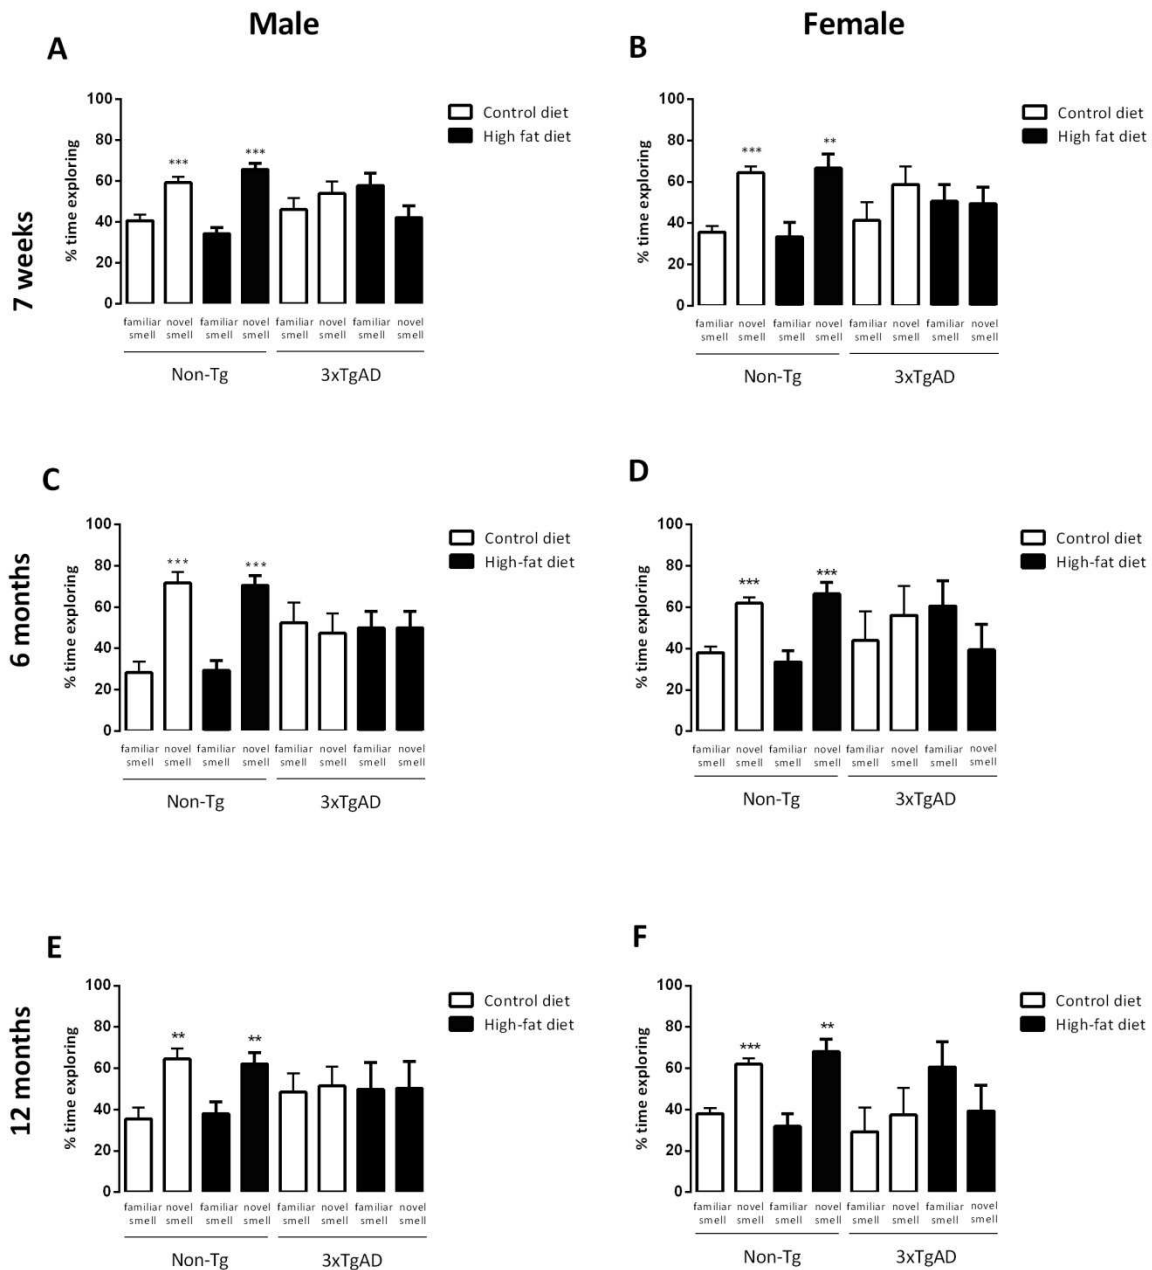 Male
Female
A
% time exploring
100
80
60
40
20
0
***
***
Control diet
High fat diet
familiar smell novel smell familiar smell novel smell familiar smell novel smell familiar smell novel smell
Non-Tg 3xTgAD
B
% time exploring
100
80
60
40
20
0
***
**
Control diet
High fat diet
familiar smell novel smell familiar smell novel smell familiar smell novel smell familiar smell novel smell
Non-Tg 3xTgAD
7 weeks
C
% time exploring
100
80
60
40
20
0
***
***
Control diet
High-fat diet
familiar smell novel smell familiar smell novel smell familiar smell novel smell familiar smell novel smell
Non-Tg 3xTgAD
D
% time exploring
100
80
60
40
20
0
***
***
Control diet
High-fat diet
familiar smell novel smell familiar smell novel smell familiar smell novel smell familiar smell novel smell
Non-Tg 3xTgAD
6 months
E
% time exploring
100
80
60
40
20
0
**
**
Control diet
High-fat diet
familiar smell novel smell familiar smell novel smell familiar smell novel smell familiar smell novel smell
Non-Tg 3xTgAD
F
% time exploring
100
80
60
40
20
0
***
**
Control diet
High-fat diet
familiar smell novel smell familiar smell novel smell familiar smell novel smell familiar smell novel smell
Non-Tg 3xTgAD
12 months